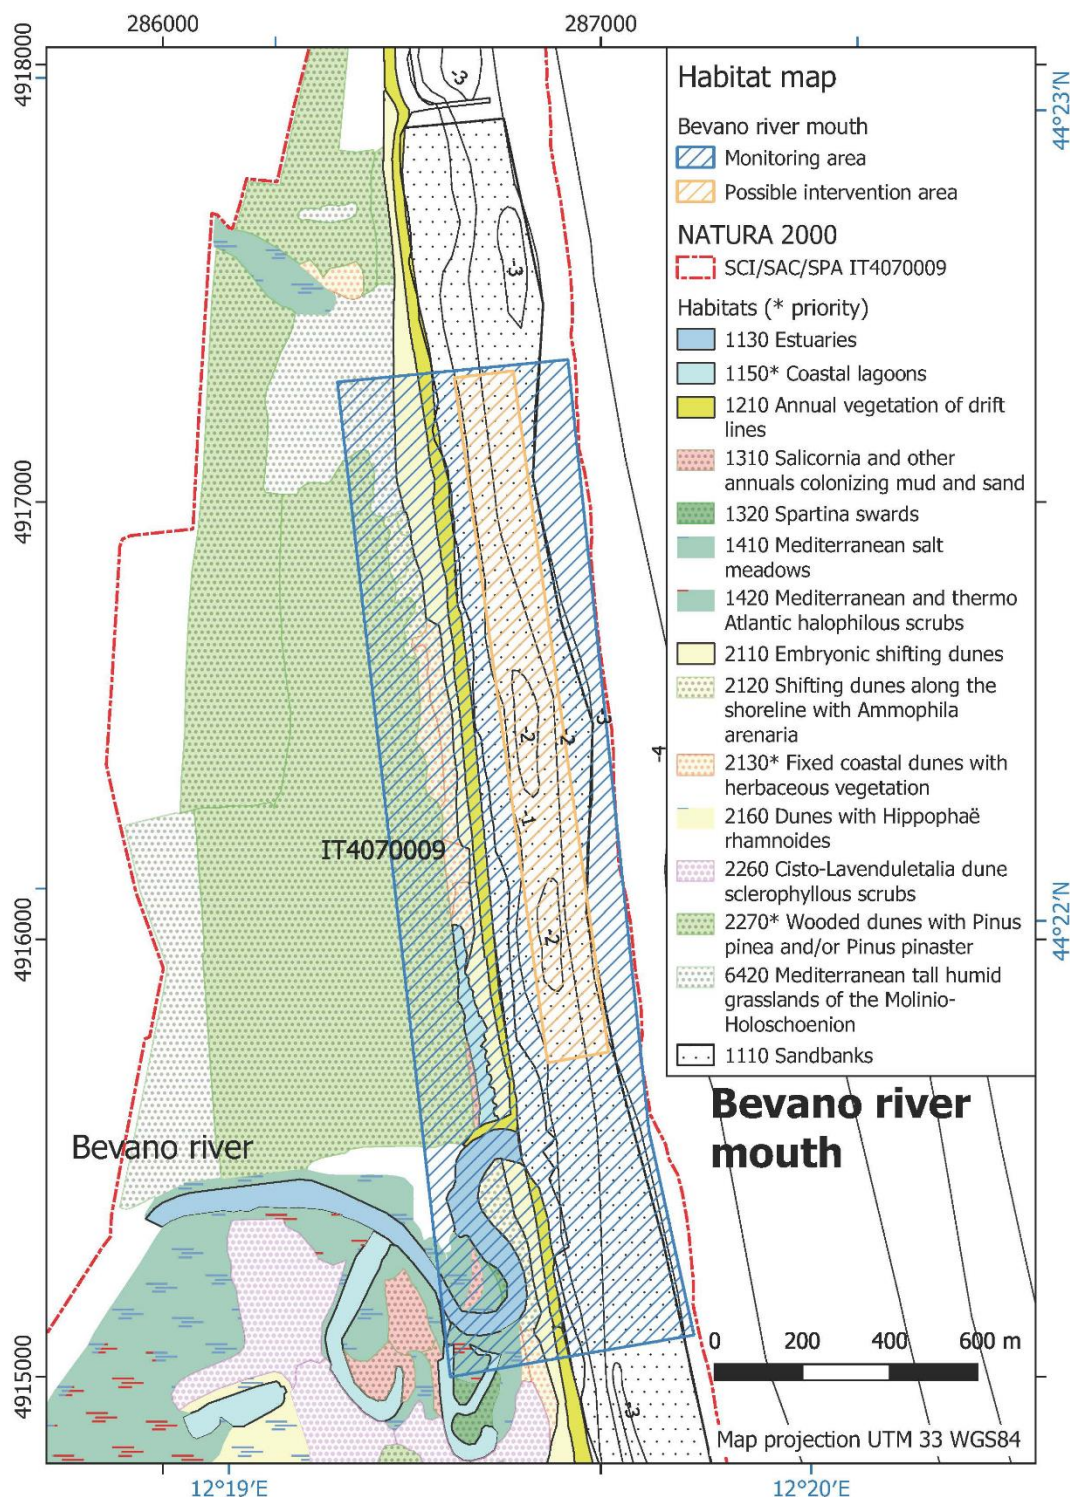 286000
287000
4918000
4917000
4916000
4915000
44°23′N
44°22′N
12°19′E
12°20′E
Habitat map
Bevano river mouth
Monitoring area
Possible intervention area
NATURA 2000
SCI/SAC/SPA IT4070009
Habitats (* priority)
1130 Estuaries
1150* Coastal lagoons
1210 Annual vegetation of drift
lines
1310 Salicornia and other
annuals colonizing mud and sand
1320 Spartina swards
1410 Mediterranean salt
meadows
1420 Mediterranean and thermo
Atlantic halophilous scrubs
2110 Embryonic shifting dunes
2120 Shifting dunes along the
shoreline with Ammophila
arenaria
2130* Fixed coastal dunes with
herbaceous vegetation
2160 Dunes with Hippophaë
rhamnoides
2260 Cisto-Lavenduletalia dune
sclerophyllous scrubs
2270* Wooded dunes with Pinus
pinea and/or Pinus pinaster
6420 Mediterranean tall humid
grasslands of the Molinio-
Holoschoenion
1110 Sandbanks
-3
-3
-2
-2
-3
-4
-1
IT4070009
-2
Bevano river
Bevano river
mouth
0 200 400 600 m
-3
Map projection UTM 33 WGS84